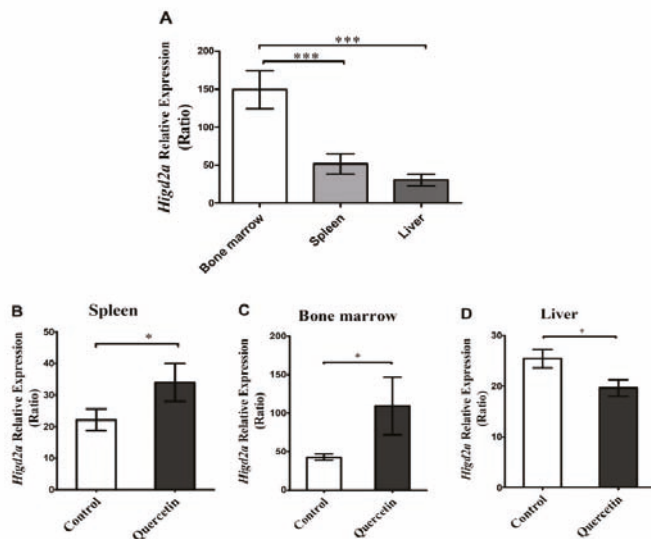 A
Higd2a Relative Expression
(Ratio)
200
150
100
50
0
***
***
Bone marrow
Spleen
Liver
B
Spleen
Higd2a Relative Expression
(Ratio)
50
40
30
20
10
0
*
Control
Quercetin
C
Bone marrow
Higd2a Relative Expression
(Ratio)
200
150
100
50
0
*
Control
Quercetin
D
Liver
Higd2a Relative Expression
(Ratio)
30
20
10
0
*
Control
Quercetin